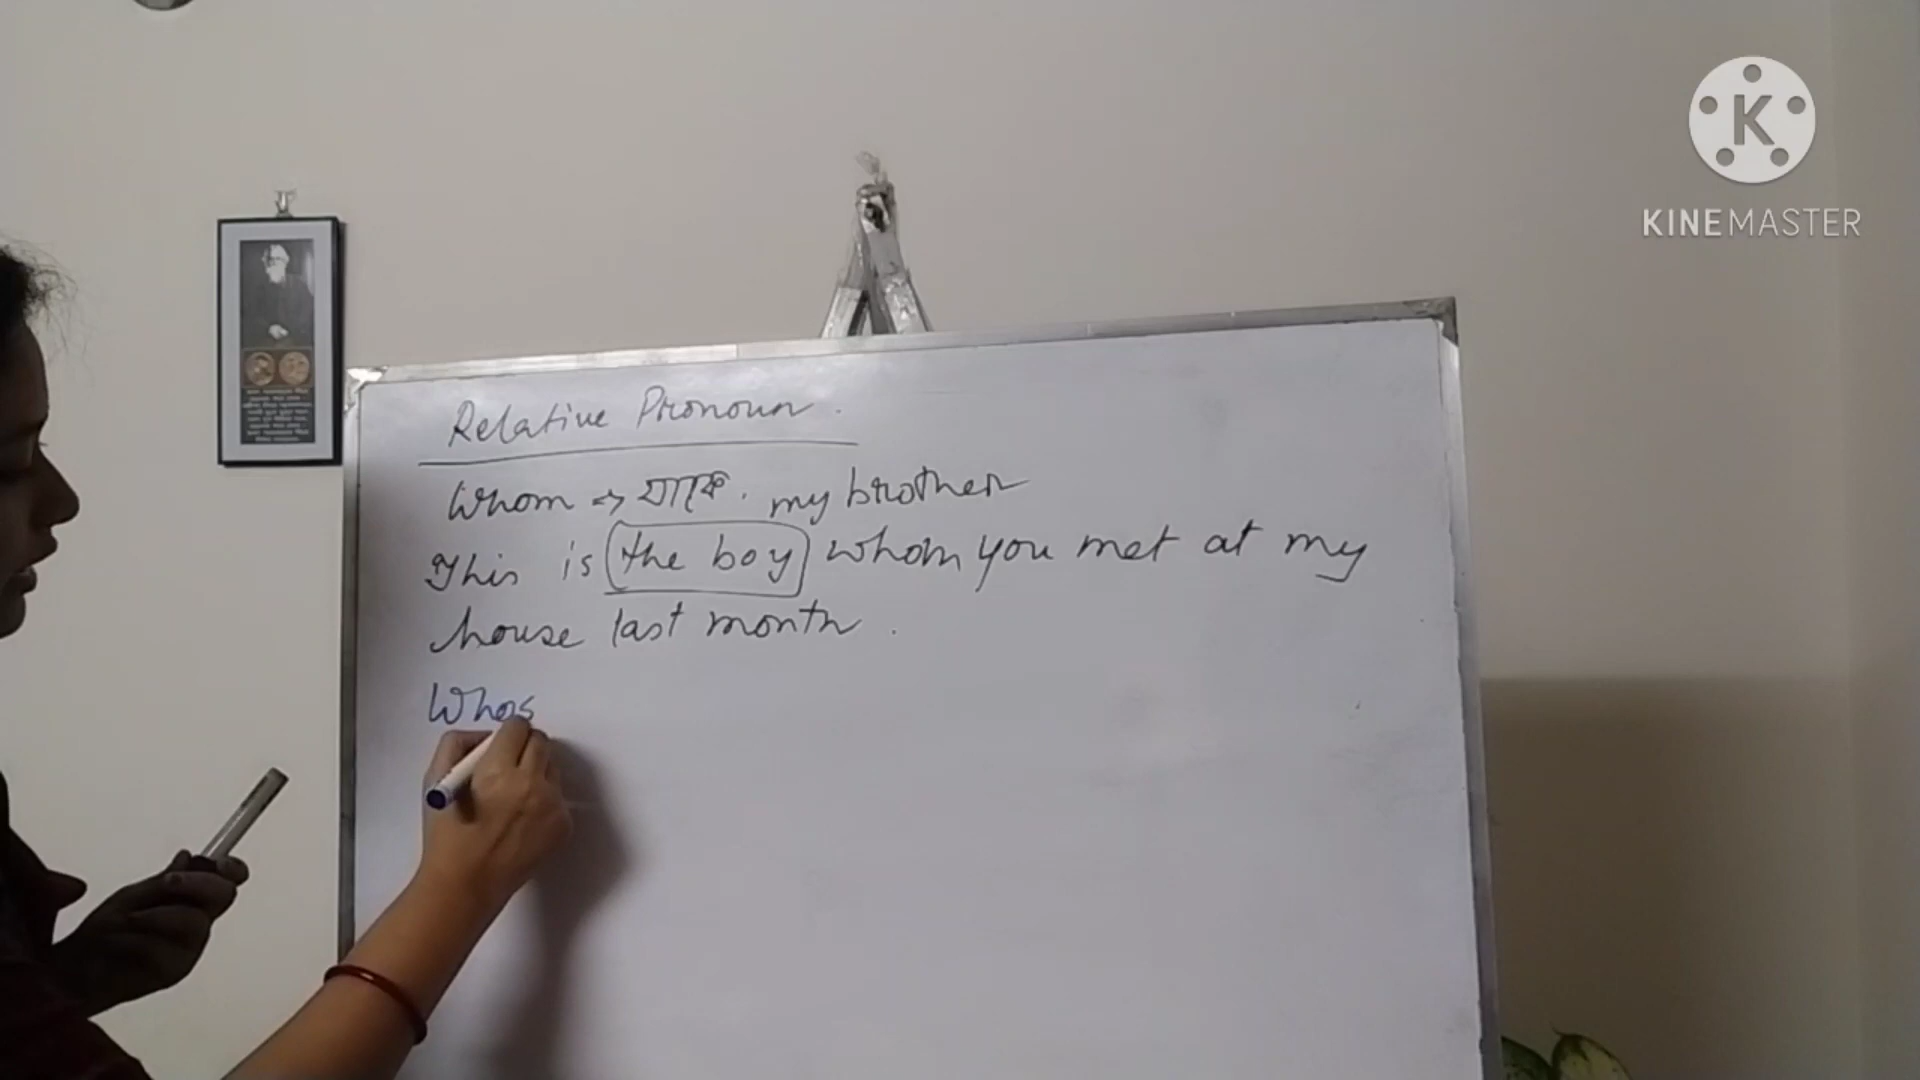 KINEMASTER
Relative Pronoun.
Whom => যাকে. my brother
This is the boy whom you met at my
house last month.
Whos